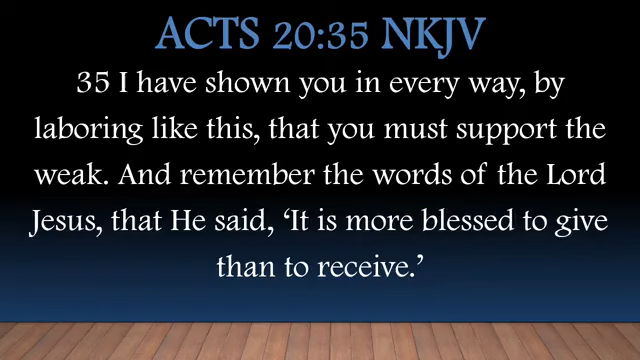 ACTS 20:35 NKJV
35 I have shown you in every way, by
laboring like this, that you must support the
weak. And remember the words of the Lord
Jesus, that He said, ‘It is more blessed to give
than to receive.’